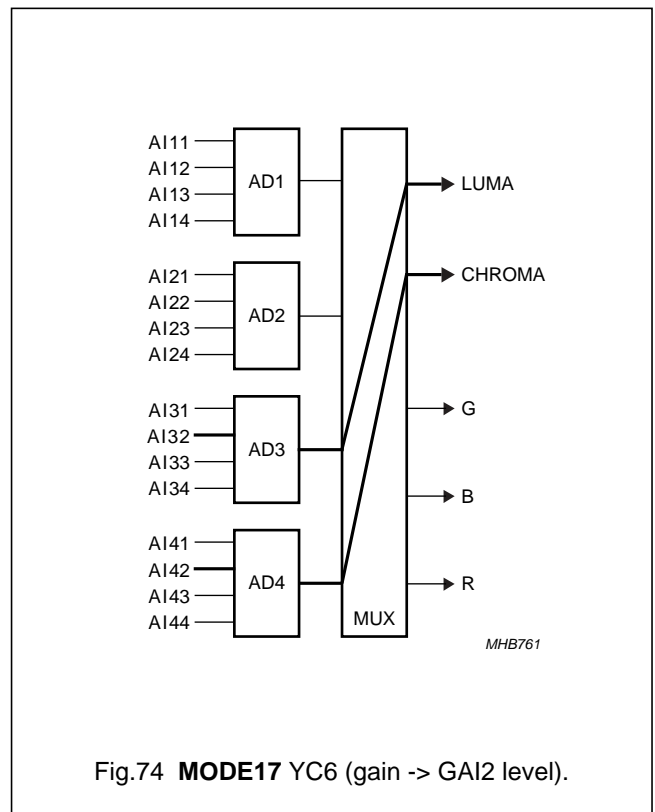 AI11
AI12
AI13
AI14
AD1
AI21
AI22
AI23
AI24
AD2
AI31
AI32
AI33
AI34
AD3
AI41
AI42
AI43
AI44
AD4
MUX
LUMA
CHROMA
G
B
R
MHB761
Fig.74 MODE17 YC6 (gain -> GAI2 level).